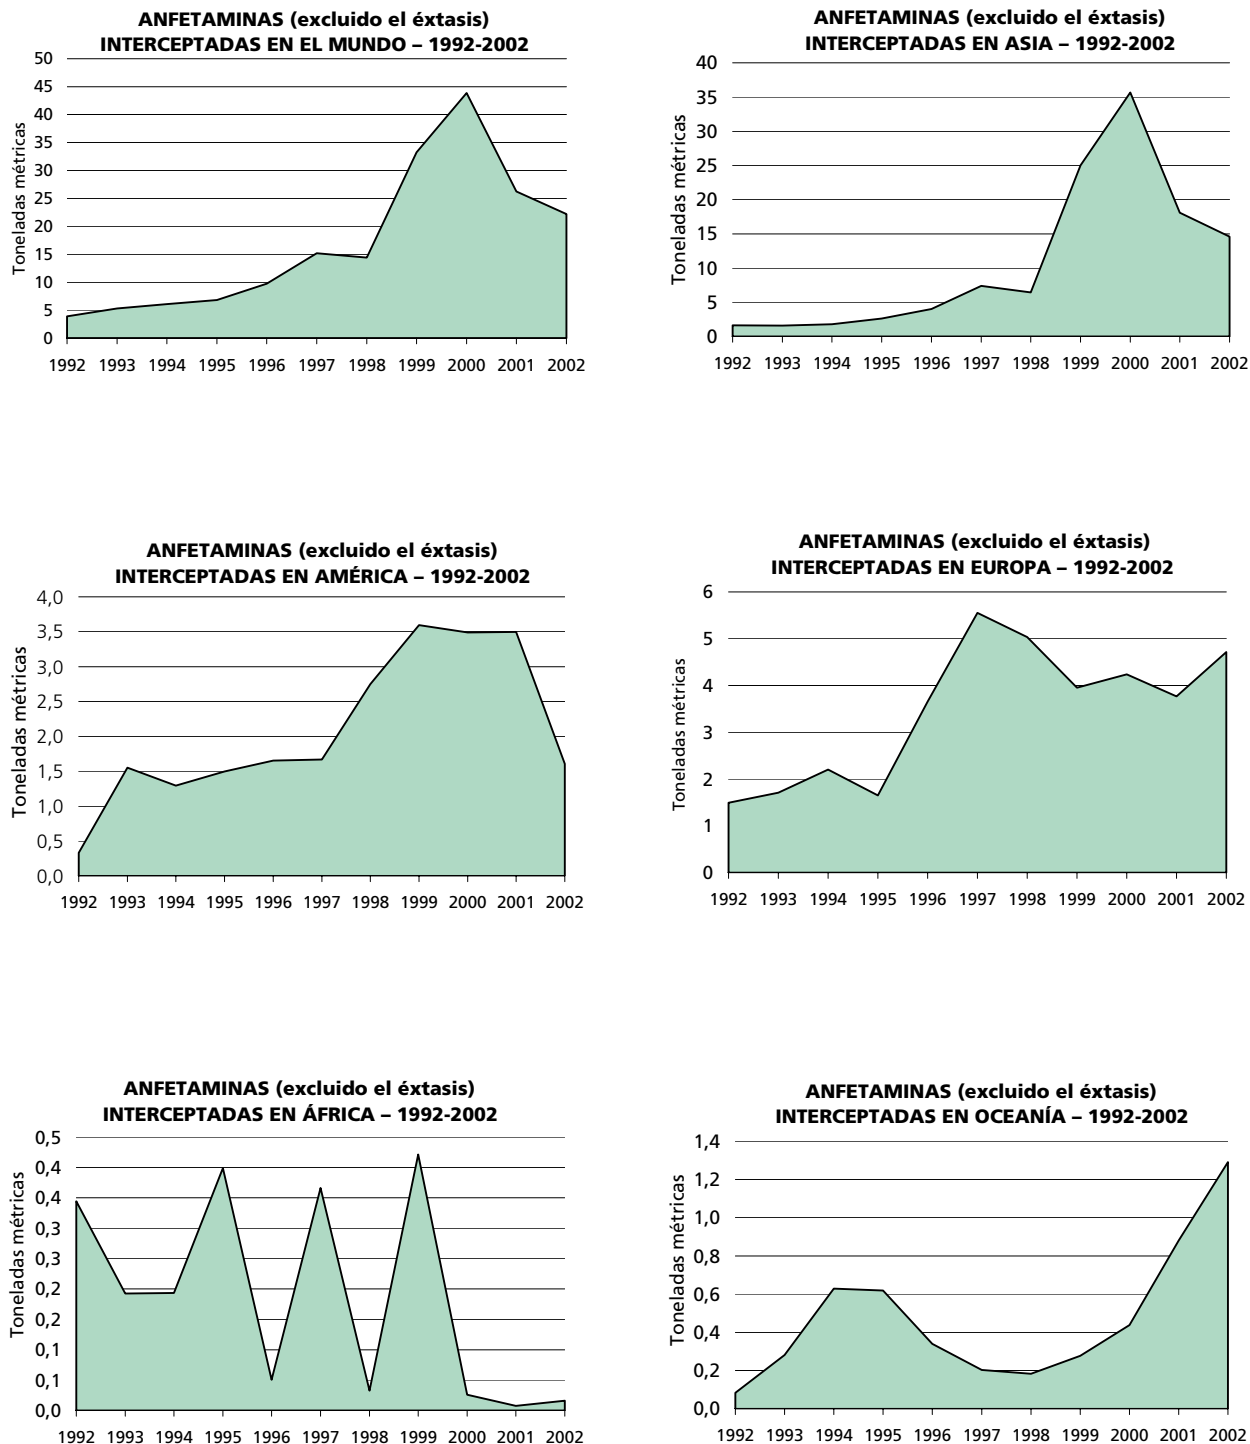 ANFETAMINAS (excluido el éxtasis)
INTERCEPTADAS EN EL MUNDO – 1992-2002
Toneladas métricas
50
45
40
35
30
25
20
15
10
5
0
1992 1993 1994 1995 1996 1997 1998 1999 2000 2001 2002
ANFETAMINAS (excluido el éxtasis)
INTERCEPTADAS EN ASIA – 1992-2002
Toneladas métricas
40
35
30
25
20
15
10
5
0
1992 1993 1994 1995 1996 1997 1998 1999 2000 2001 2002
ANFETAMINAS (excluido el éxtasis)
INTERCEPTADAS EN AMÉRICA – 1992-2002
Toneladas métricas
4,0
3,5
3,0
2,5
2,0
1,5
1,0
0,5
0,0
1992 1993 1994 1995 1996 1997 1998 1999 2000 2001 2002
ANFETAMINAS (excluido el éxtasis)
INTERCEPTADAS EN EUROPA – 1992-2002
Toneladas métricas
6
5
4
3
2
1
0
1992 1993 1994 1995 1996 1997 1998 1999 2000 2001 2002
ANFETAMINAS (excluido el éxtasis)
INTERCEPTADAS EN ÁFRICA – 1992-2002
Toneladas métricas
0,5
0,4
0,4
0,3
0,3
0,2
0,2
0,1
0,1
0,0
1992 1993 1994 1995 1996 1997 1998 1999 2000 2001 2002
ANFETAMINAS (excluido el éxtasis)
INTERCEPTADAS EN OCEANÍA – 1992-2002
Toneladas métricas
1,4
1,2
1,0
0,8
0,6
0,4
0,2
0,0
1992 1993 1994 1995 1996 1997 1998 1999 2000 2001 2002